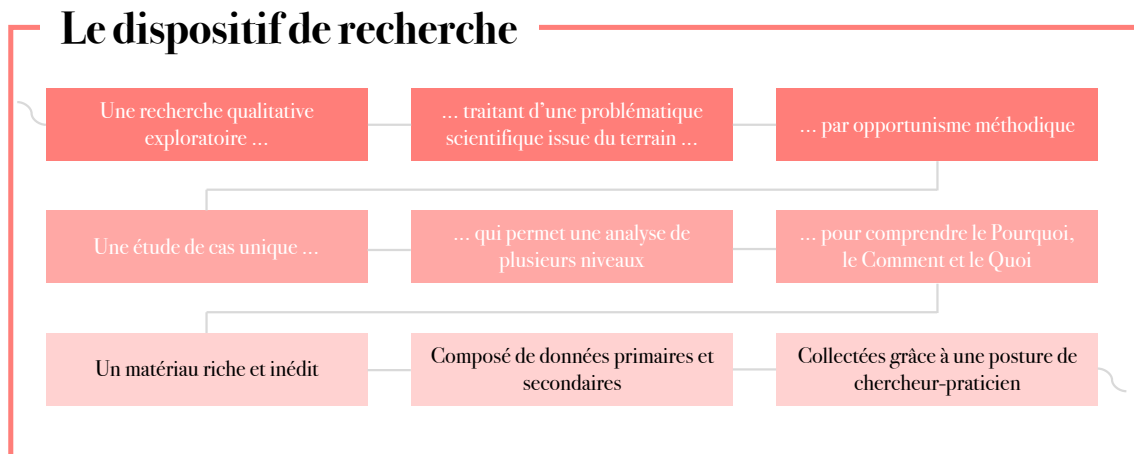 Le dispositif de recherche
Une recherche qualitative
exploratoire ...
... traitant d’une problématique
scientifique issue du terrain ...
... par opportunisme méthodique
Une étude de cas unique ...
... qui permet une analyse de
plusieurs niveaux
... pour comprendre le Pourquoi,
le Comment et le Quoi
Un matériau riche et inédit
Composé de données primaires et
secondaires
Collectées grâce à une posture de
chercheur-praticien